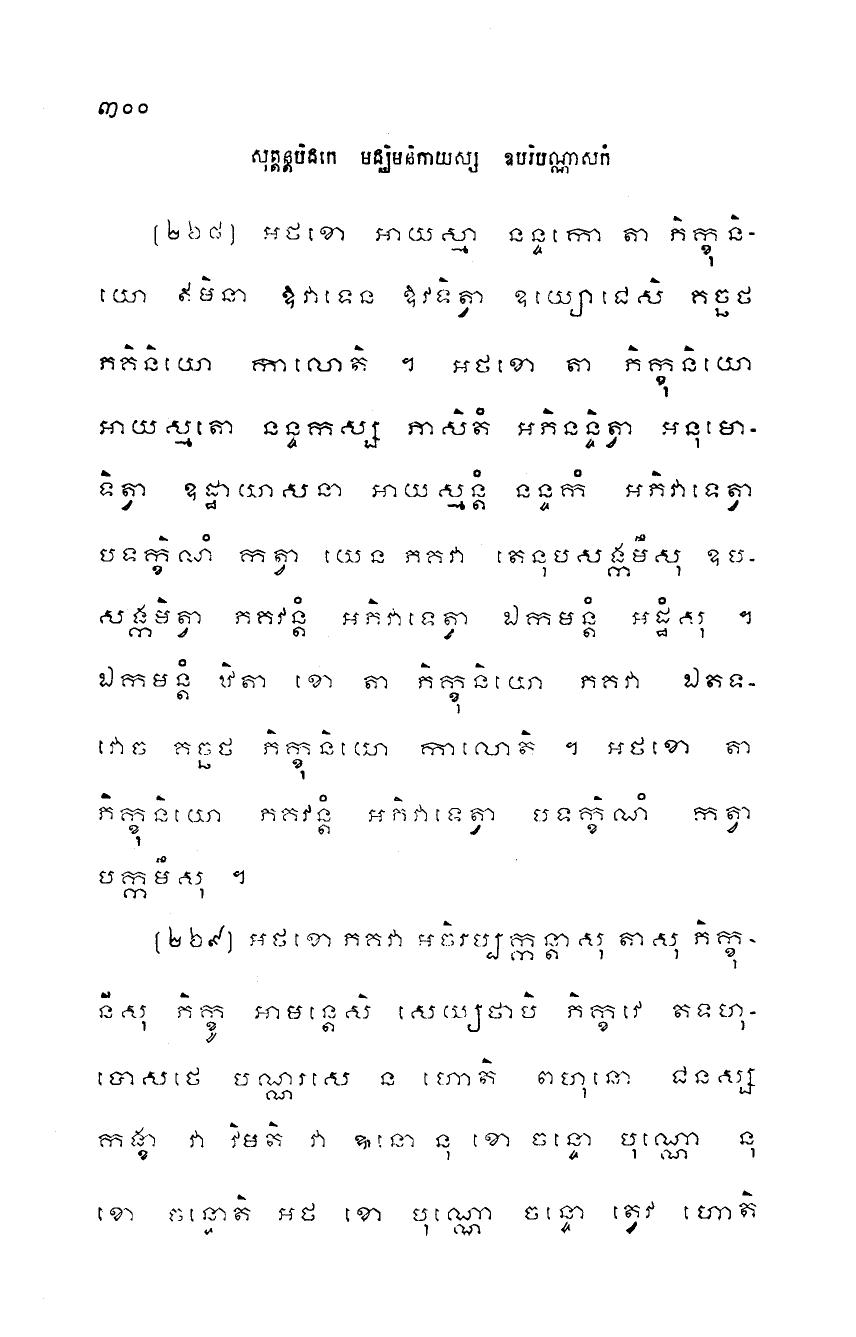 ៣០០
សុត្តន្តបិដកេ មជ្ឈិមនិកាយស្ស ឧបរិបណ្ណាសកំ
[២៦៨] អថខោ អាយស្មា នន្ទកោ តា ភិក្ខុនិ-
យោ ឥមិនា ឱវាទេន ឱវទិត្វា ឧយ្យោជេសិ គច្ឆថ
ភគិនិយោ កាលោតិ ។ អថខោ តា ភិក្ខុនិយោ
អាយស្មតោ នន្ទកស្ស ភាសិតំ អភិនន្ទិត្វា អនុមោ-
ទិត្វា ឧដ្ឋាយាសនា អាយស្មន្តំ នន្ទកំ អភិវាទេត្វា
បទក្ខិណំ កត្វា យេន ភគវា តេនុបសង្កមឹសុ ឧប-
សង្កមិត្វា ភគវន្តំ អភិវាទេត្វា ឯកមន្តំ អដ្ឋំសុ ។
ឯកមន្តំ ឋិតា ខោ តា ភិក្ខុនិយោ ភគវា ឯតទ-
វោច គច្ឆថ ភិក្ខុនិយោ កាលោតិ ។ អថខោ តា
ភិក្ខុនិយោ ភគវន្តំ អភិវាទេត្វា បទក្ខិណំ កត្វា
បក្កមឹសុ ។
[២៦៩] អថខោ ភគវា អចិរប្បក្កន្តាសុ តាសុ ភិក្ខុ-
នីសុ ភិក្ខូ អាមន្តេសិ សេយ្យថាបិ ភិក្ខវេ តទហុ-
បោសថេ បណ្ណរសេ ន ហោតិ ពហុនោ ជនស្ស
កង្ខា វា វិមតិ វា ឩនោ នុ ខោ ចន្ទោ បុណ្ណោ នុ
ខោ ចន្ទោតិ អថ ខោ បុណ្ណោ ចន្ទោ ត្វេវ ហោតិ